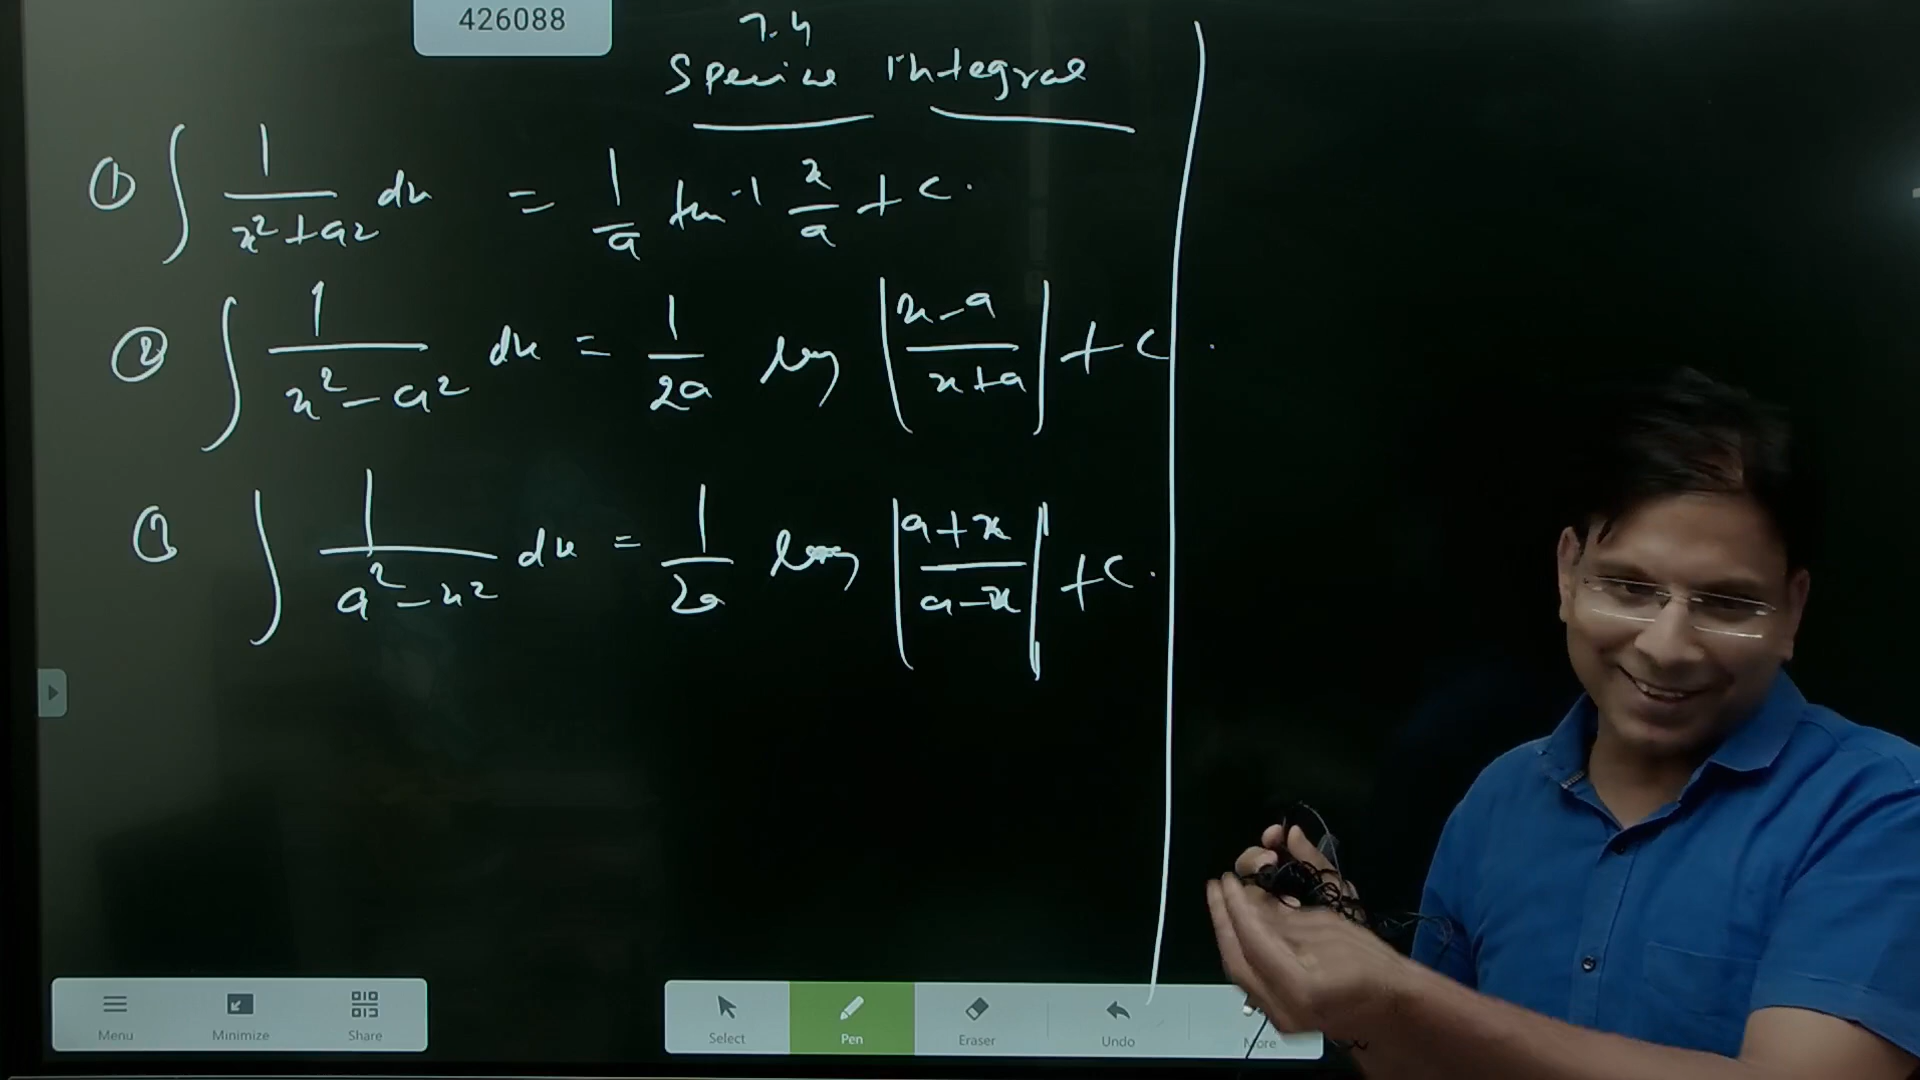 426088
7.4
Special Integral
① ∫ 1/(x²+a²) dx = 1/a tan⁻¹ x/a + c.
② ∫ 1/(x²-a²) dx = 1/2a log |(x-a)/(x+a)| + c.
③ ∫ 1/(a²-x²) dx = 1/2a log |(a+x)/(a-x)| + c.
Menu Minimize Share Select Pen Eraser Undo More